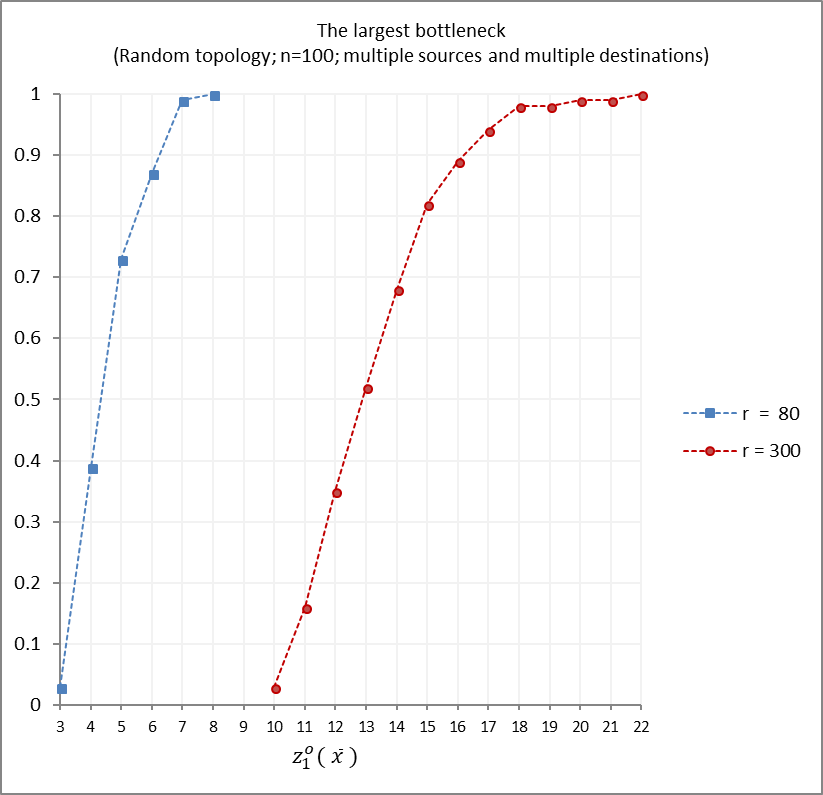 The largest bottleneck
(Random topology; n=100; multiple sources and multiple destinations)
1
0.9
0.8
0.7
0.6
0.5
0.4
0.3
0.2
0.1
0
3 4 5 6 7 8 9 10 11 12 13 14 15 16 17 18 19 20 21 22
z₁ᵒ( x̄ )
r = 80
r = 300